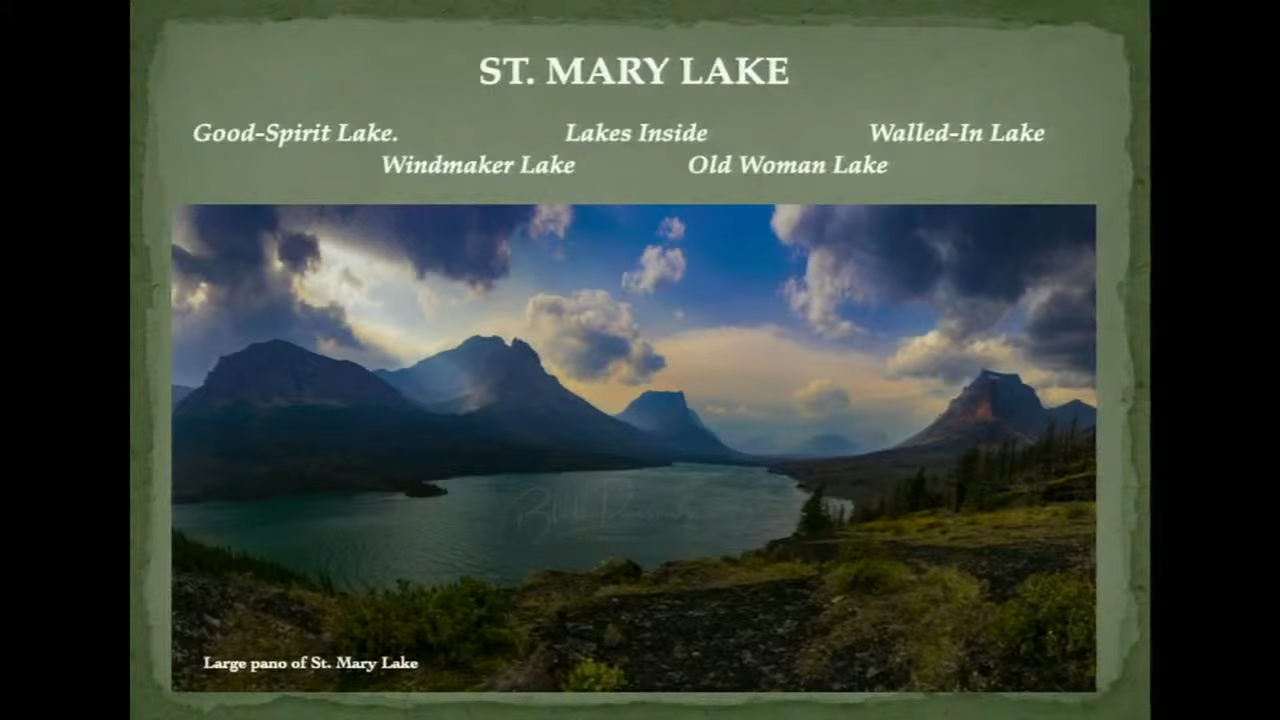 ST. MARY LAKE
Good-Spirit Lake. Lakes Inside Walled-In Lake
Windmaker Lake Old Woman Lake
Large pano of St. Mary Lake